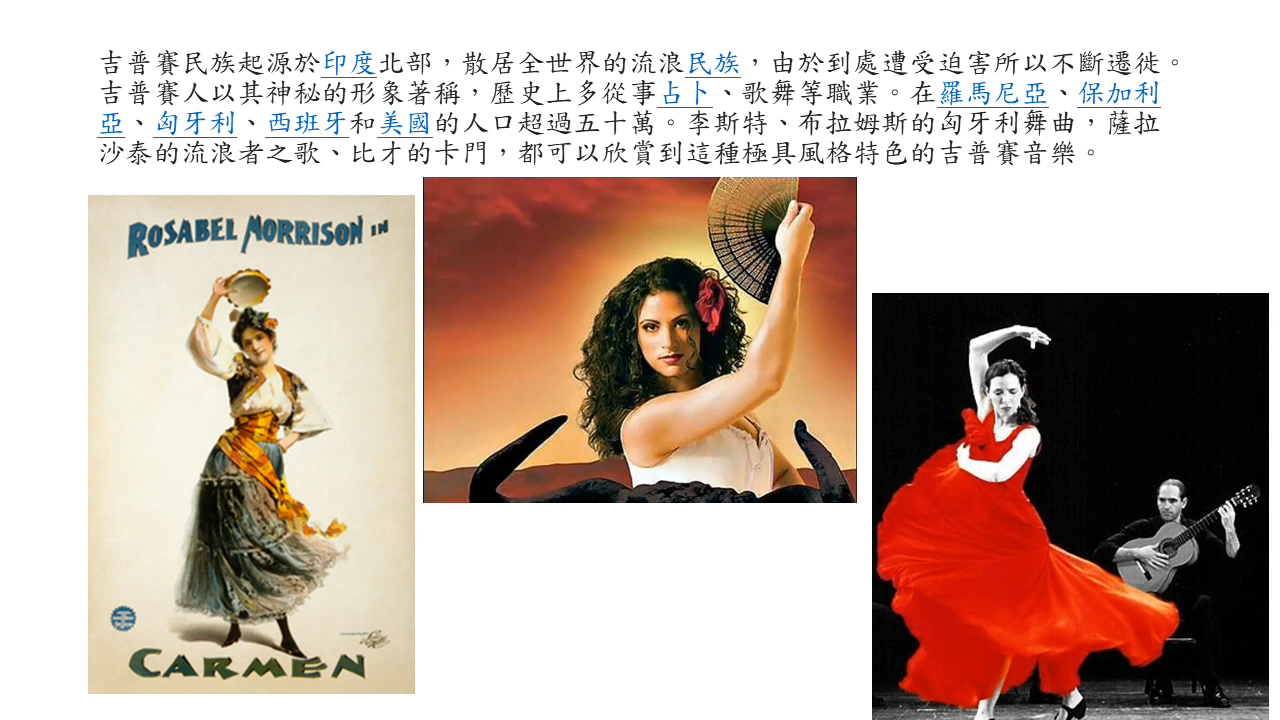 吉普賽民族起源於印度北部，散居全世界的流浪民族，由於到處遭受迫害所以不斷遷徙。
吉普賽人以其神秘的形象著稱，歷史上多從事占卜、歌舞等職業。在羅馬尼亞、保加利
亞、匈牙利、西班牙和美國的人口超過五十萬。李斯特、布拉姆斯的匈牙利舞曲，薩拉
沙泰的流浪者之歌、比才的卡門，都可以欣賞到這種極具風格特色的吉普賽音樂。
ROSABEL MORRISON IN
CARMEN